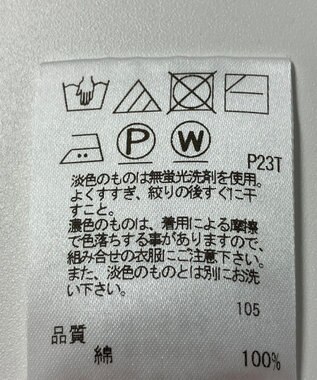 P
W
P23T
淡色のものは無蛍光洗剤を使用。
よくすすぎ、絞りの後すぐに干
すこと。
濃色のものは、着用による摩擦
で色落ちする事がありますので、
組み合せの衣服にご注意下さい。
また、淡色のものとは別にお洗
い下さい。
105
品質
綿 100%